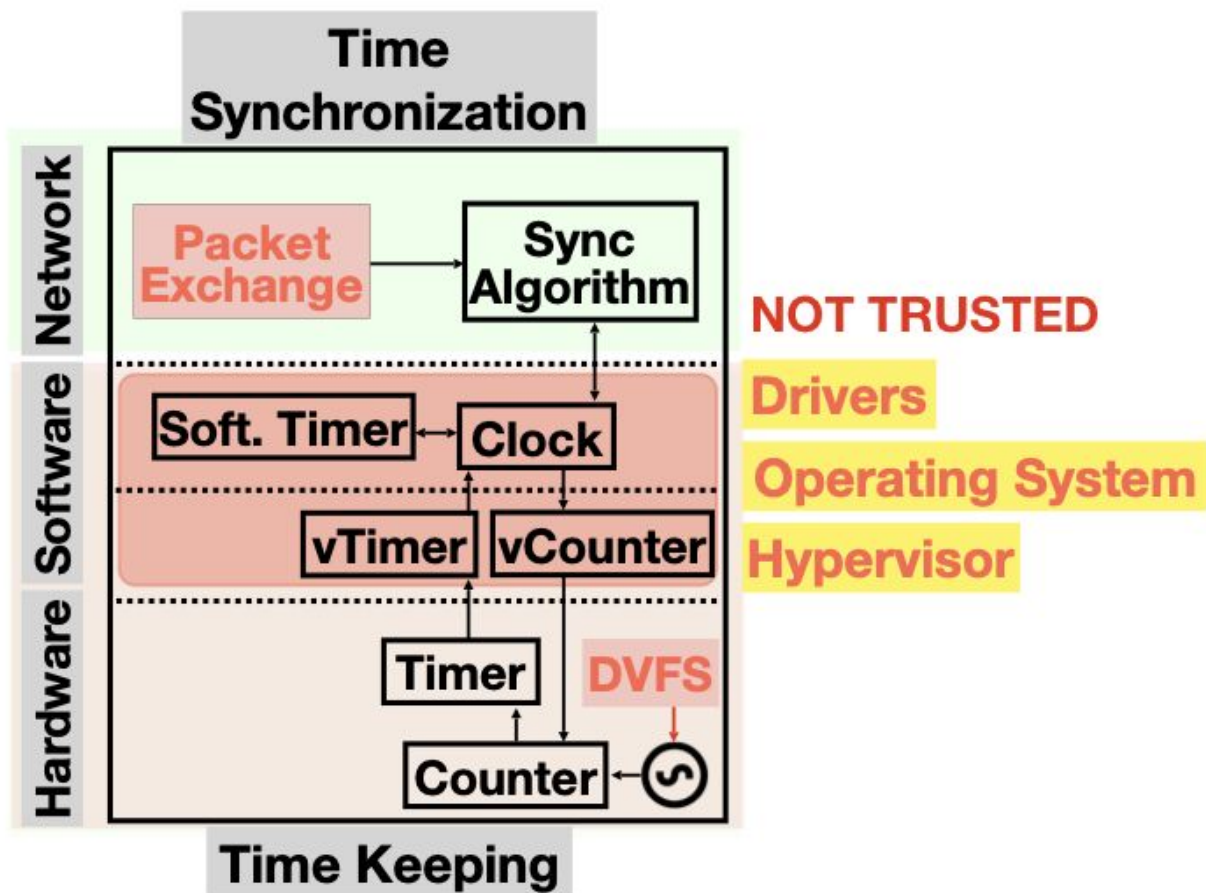 Time
Synchronization
Network
Packet
Exchange
Sync
Algorithm
NOT TRUSTED
Software
Soft. Timer
Clock
Drivers
Operating System
vTimer
vCounter
Hypervisor
Hardware
Timer
DVFS
Counter
Time Keeping